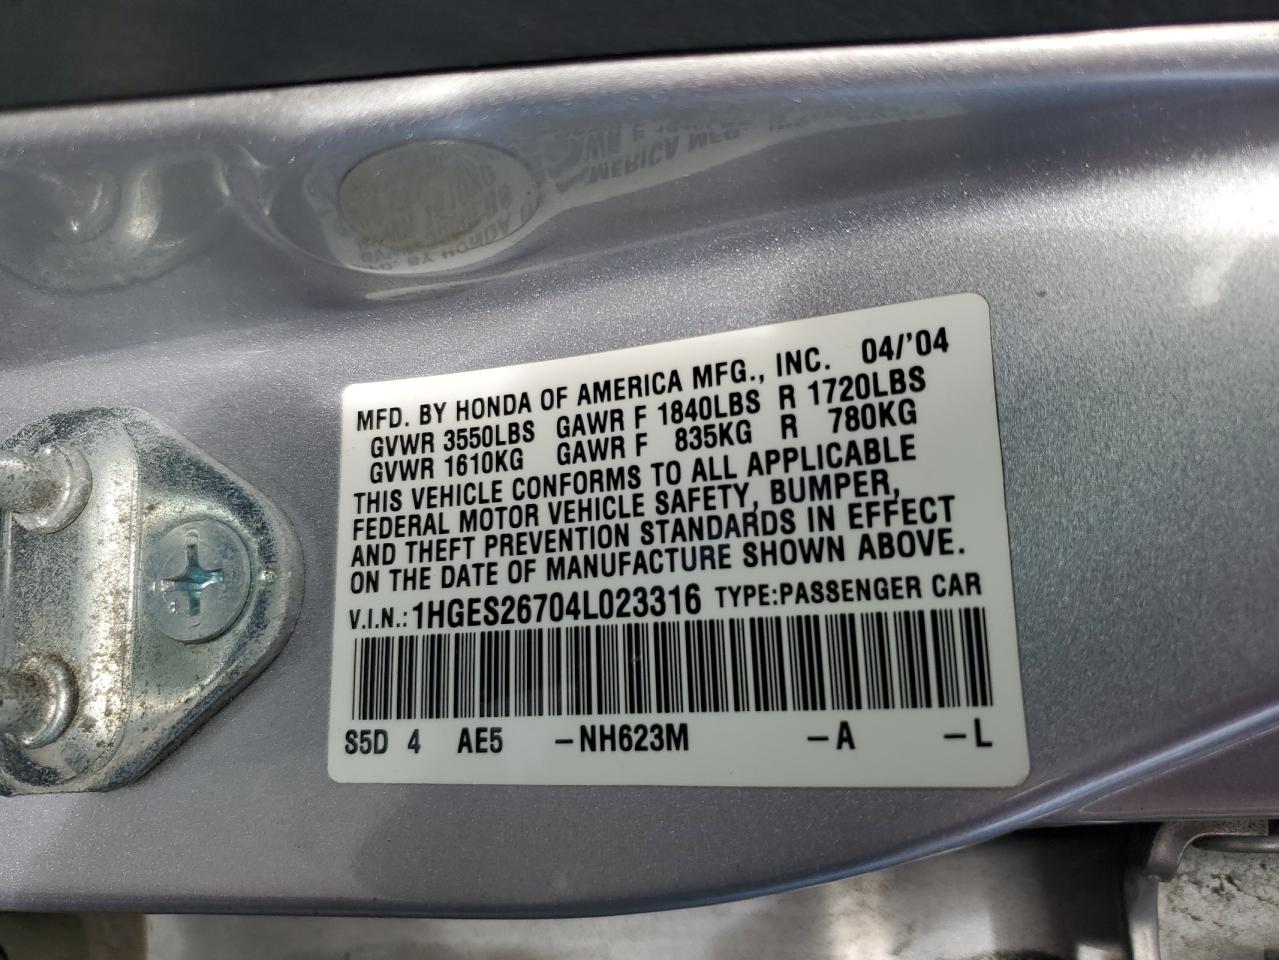 MFD. BY HONDA OF AMERICA MFG., INC. 04/'04
GVWR 3550LBS GAWR F 1840LBS R 1720LBS
GVWR 1610KG GAWR F 835KG R 780KG
THIS VEHICLE CONFORMS TO ALL APPLICABLE
FEDERAL MOTOR VEHICLE SAFETY, BUMPER,
AND THEFT PREVENTION STANDARDS IN EFFECT
ON THE DATE OF MANUFACTURE SHOWN ABOVE.
V.I.N.: 1HGES26704L023316 TYPE:PASSENGER CAR
S5D 4 AE5 -NH623M -A -L